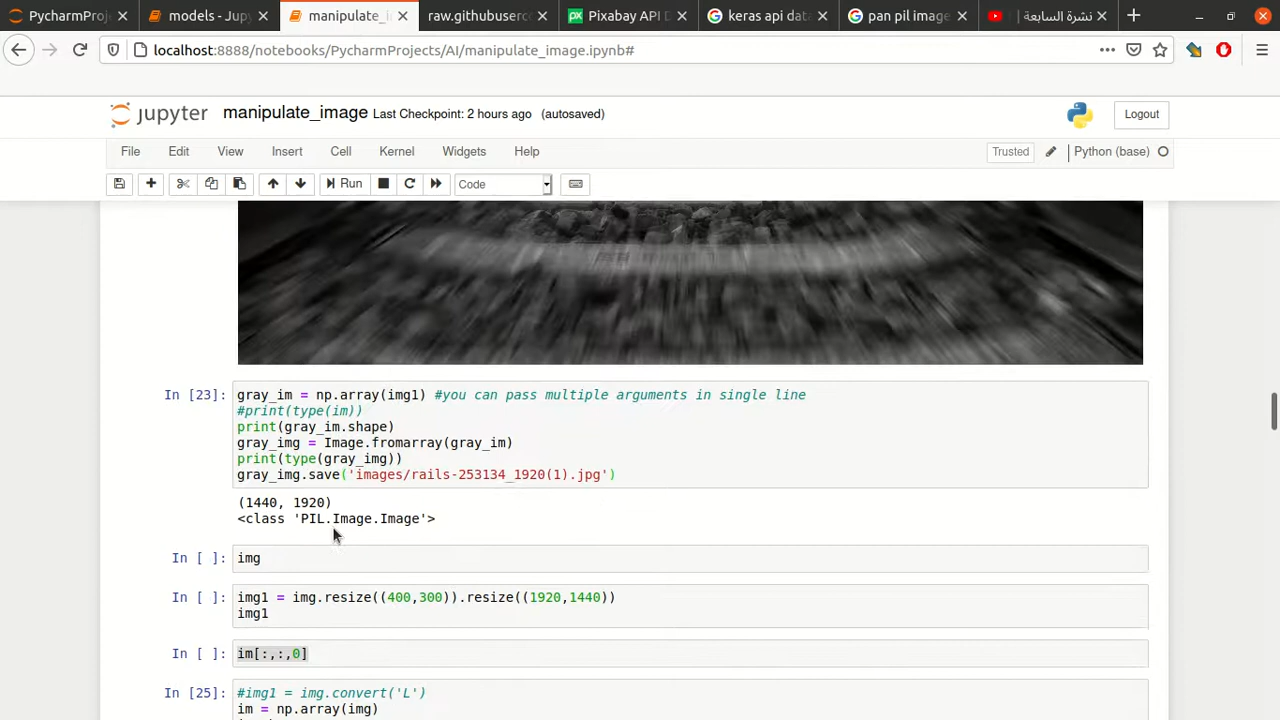 PycharmProj
models - Jup
manipulate_i
raw.githubuserco
Pixabay API D
keras api dat
pan pil image
نشرة السابعة |
localhost:8888/notebooks/PycharmProjects/AI/manipulate_image.ipynb#
jupyter manipulate_image Last Checkpoint: 2 hours ago (autosaved)
Logout
File Edit View Insert Cell Kernel Widgets Help
Trusted Python (base)
Run Code
In [23]: gray_im = np.array(img1) #you can pass multiple arguments in single line
#print(type(im))
print(gray_im.shape)
gray_img = Image.fromarray(gray_im)
print(type(gray_img))
gray_img.save('images/rails-253134_1920(1).jpg')
(1440, 1920)
<class 'PIL.Image.Image'>
In [ ]: img
In [ ]: img1 = img.resize((400,300)).resize((1920,1440))
img1
In [ ]: im[:,:,0]
In [25]: #img1 = img.convert('L')
im = np.array(img)